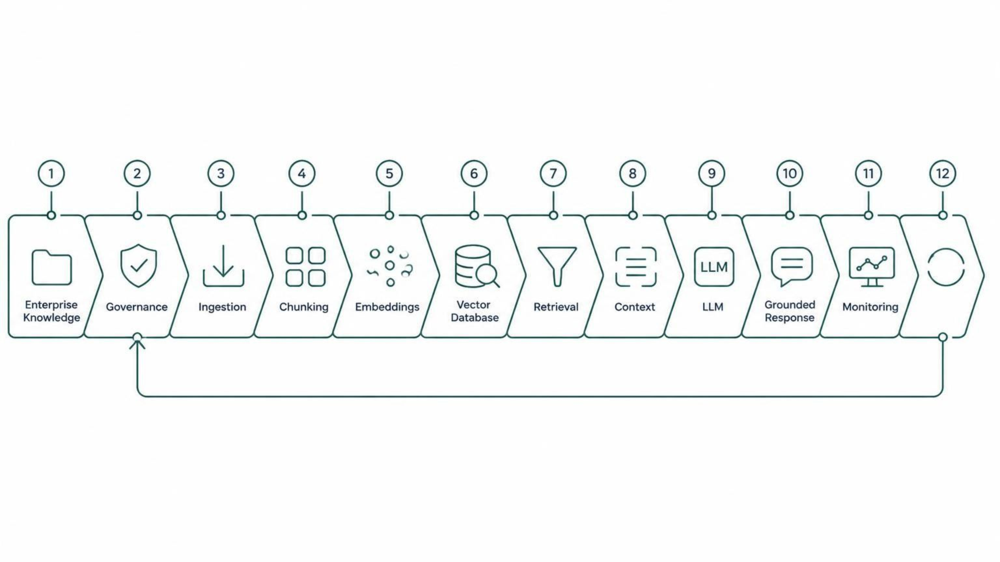 1
2
3
4
5
6
7
8
9
10
11
12
LLM
Enterprise
Knowledge
Governance
Ingestion
Chunking
Embeddings
Vector
Database
Retrieval
Context
LLM
Grounded
Response
Monitoring